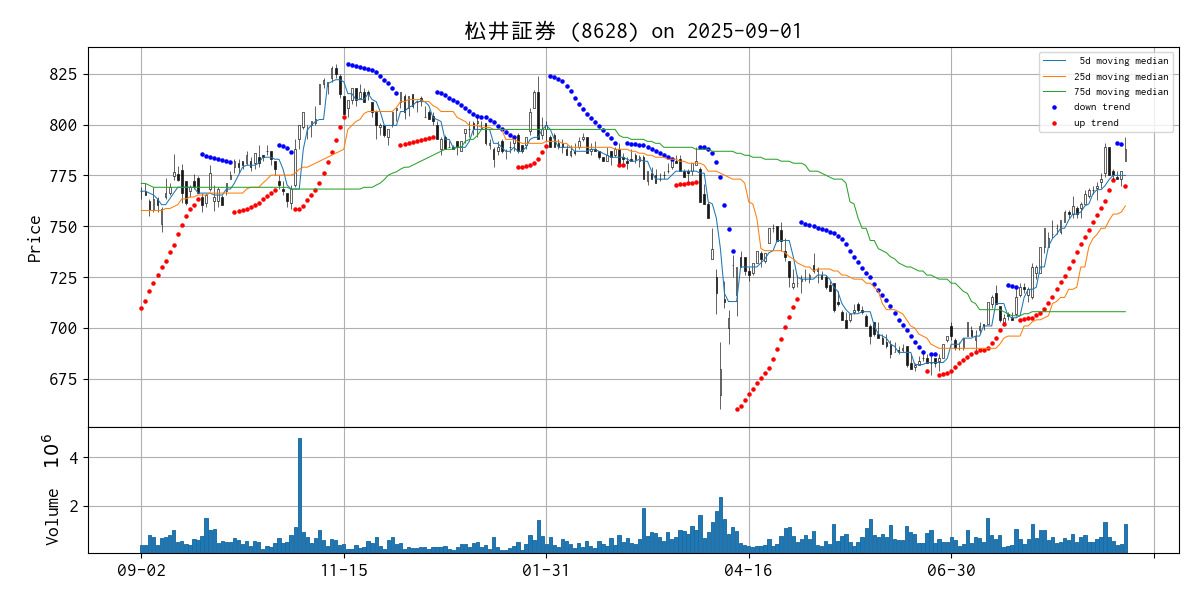 松井証券 (8628) on 2025-09-01
5d moving median
25d moving median
75d moving median
down trend
up trend
825
800
775
750
725
700
675
Price
4
2
Volume 10^6
09-02
11-15
01-31
04-16
06-30